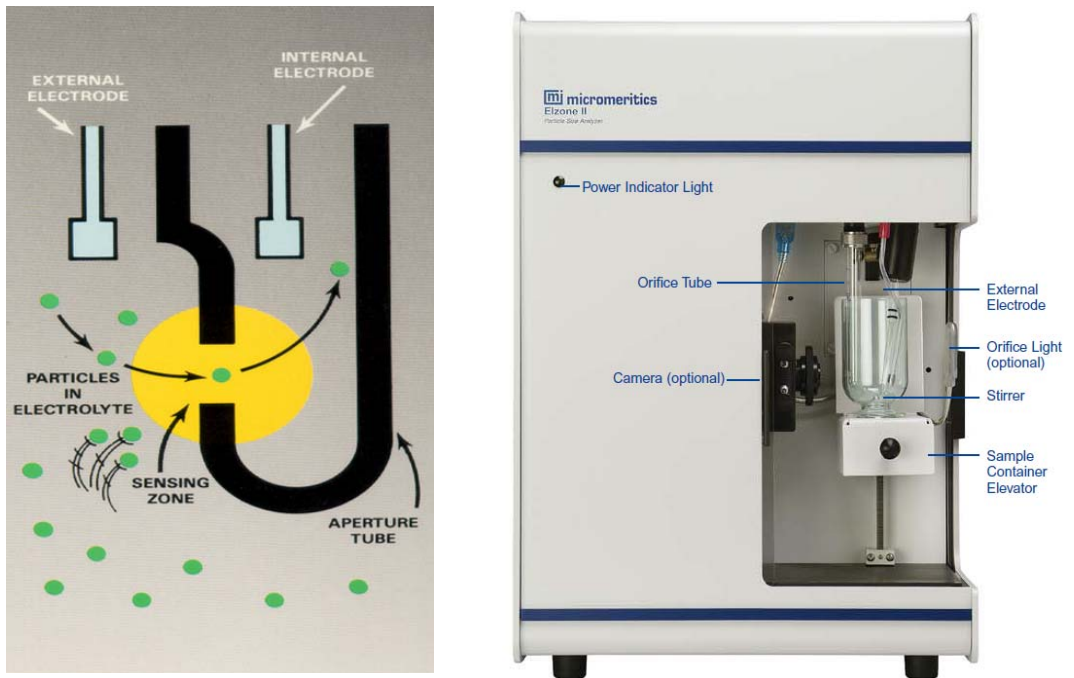 EXTERNAL
ELECTRODE
INTERNAL
ELECTRODE
PARTICLES
IN
ELECTROLYTE
SENSING
ZONE
APERTURE
TUBE
mi micromeritics
Elzone II
Particle Size Analyzer
Power Indicator Light
Orifice Tube
External
Electrode
Orifice Light
(optional)
Camera (optional)
Stirrer
Sample
Container
Elevator